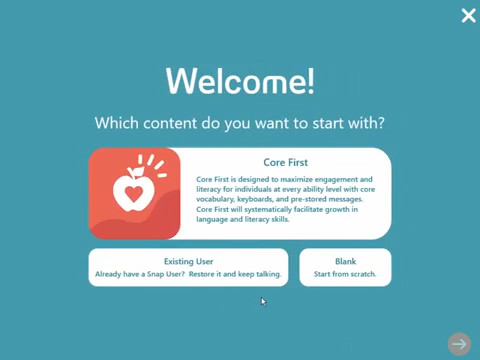 Welcome!
Which content do you want to start with?
Core First
Core First is designed to maximize engagement and
literacy for individuals at every ability level with core
vocabulary, keyboards, and pre-stored messages.
Core First will systematically facilitate growth in
language and literacy skills.
Existing User
Already have a Snap User? Restore it and keep talking.
Blank
Start from scratch.